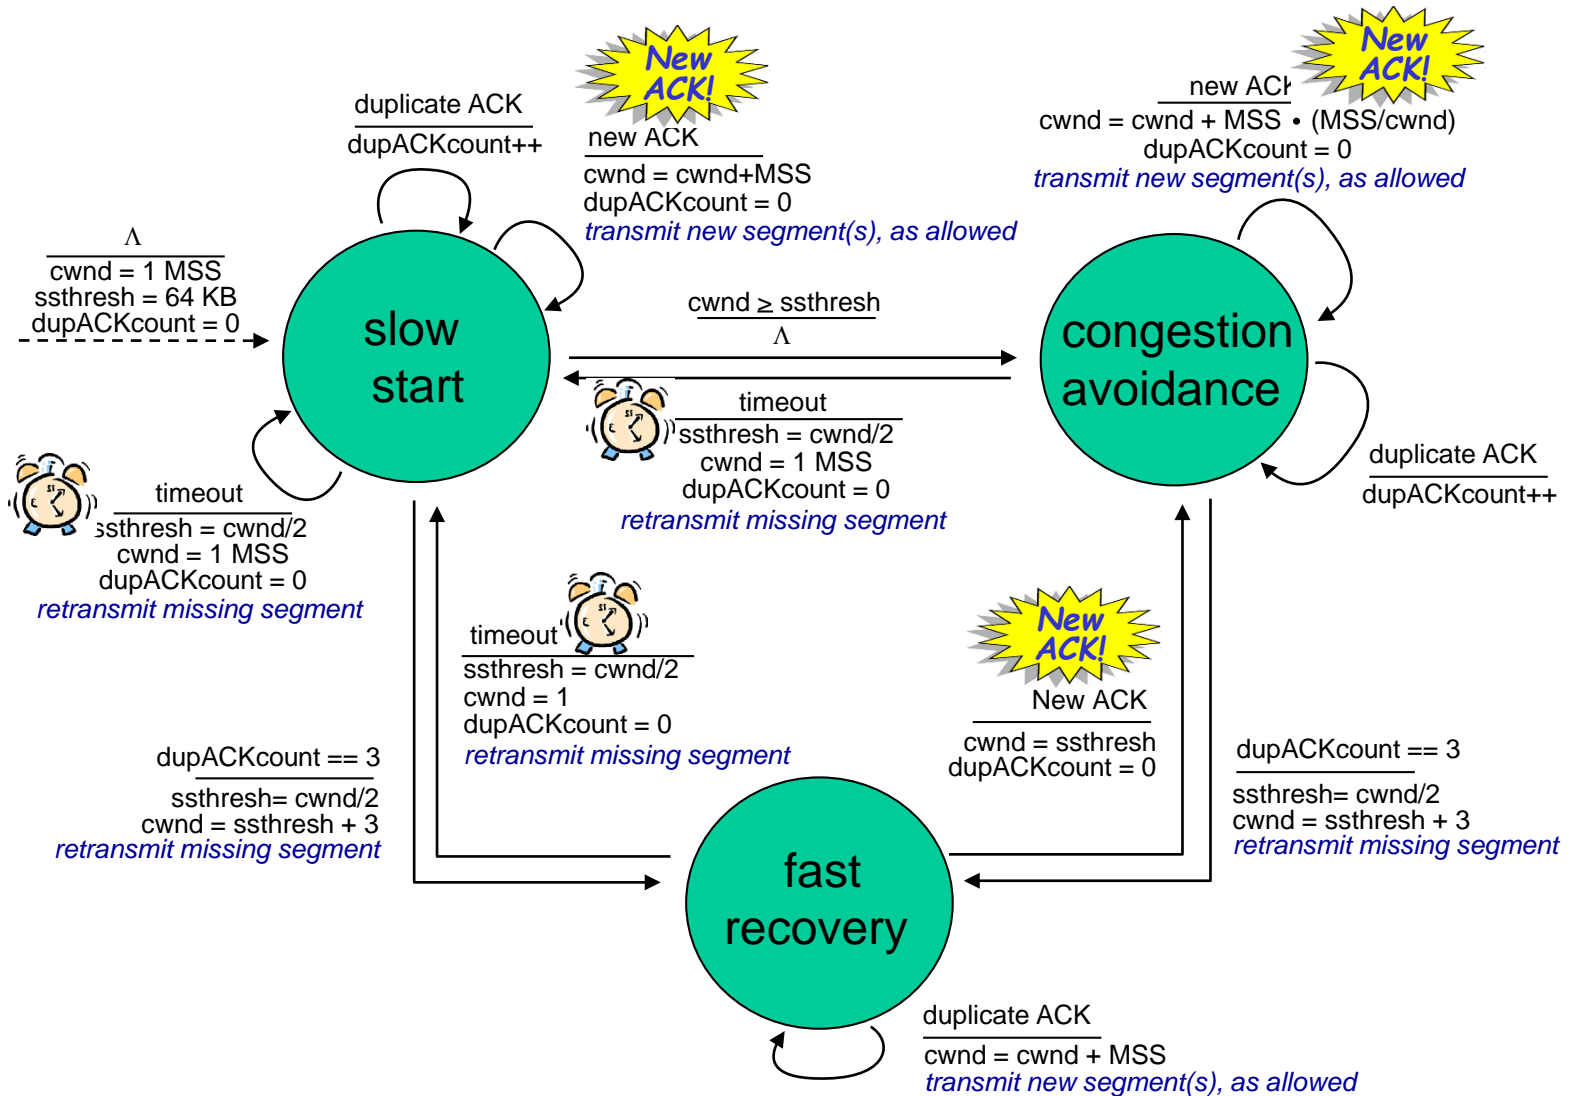 New
ACK!
duplicate ACK
dupACKcount++
new ACK
cwnd = cwnd+MSS
dupACKcount = 0
transmit new segment(s), as allowed
New
ACK!
new ACK
cwnd = cwnd + MSS • (MSS/cwnd)
dupACKcount = 0
transmit new segment(s), as allowed
Λ
cwnd = 1 MSS
ssthresh = 64 KB
dupACKcount = 0
slow
start
cwnd ≥ ssthresh
Λ
congestion
avoidance
timeout
ssthresh = cwnd/2
cwnd = 1 MSS
dupACKcount = 0
retransmit missing segment
duplicate ACK
dupACKcount++
timeout
ssthresh = cwnd/2
cwnd = 1 MSS
dupACKcount = 0
retransmit missing segment
timeout
ssthresh = cwnd/2
cwnd = 1
dupACKcount = 0
retransmit missing segment
New
ACK!
New ACK
cwnd = ssthresh
dupACKcount = 0
dupACKcount == 3
ssthresh= cwnd/2
cwnd = ssthresh + 3
retransmit missing segment
dupACKcount == 3
ssthresh= cwnd/2
cwnd = ssthresh + 3
retransmit missing segment
fast
recovery
duplicate ACK
cwnd = cwnd + MSS
transmit new segment(s), as allowed